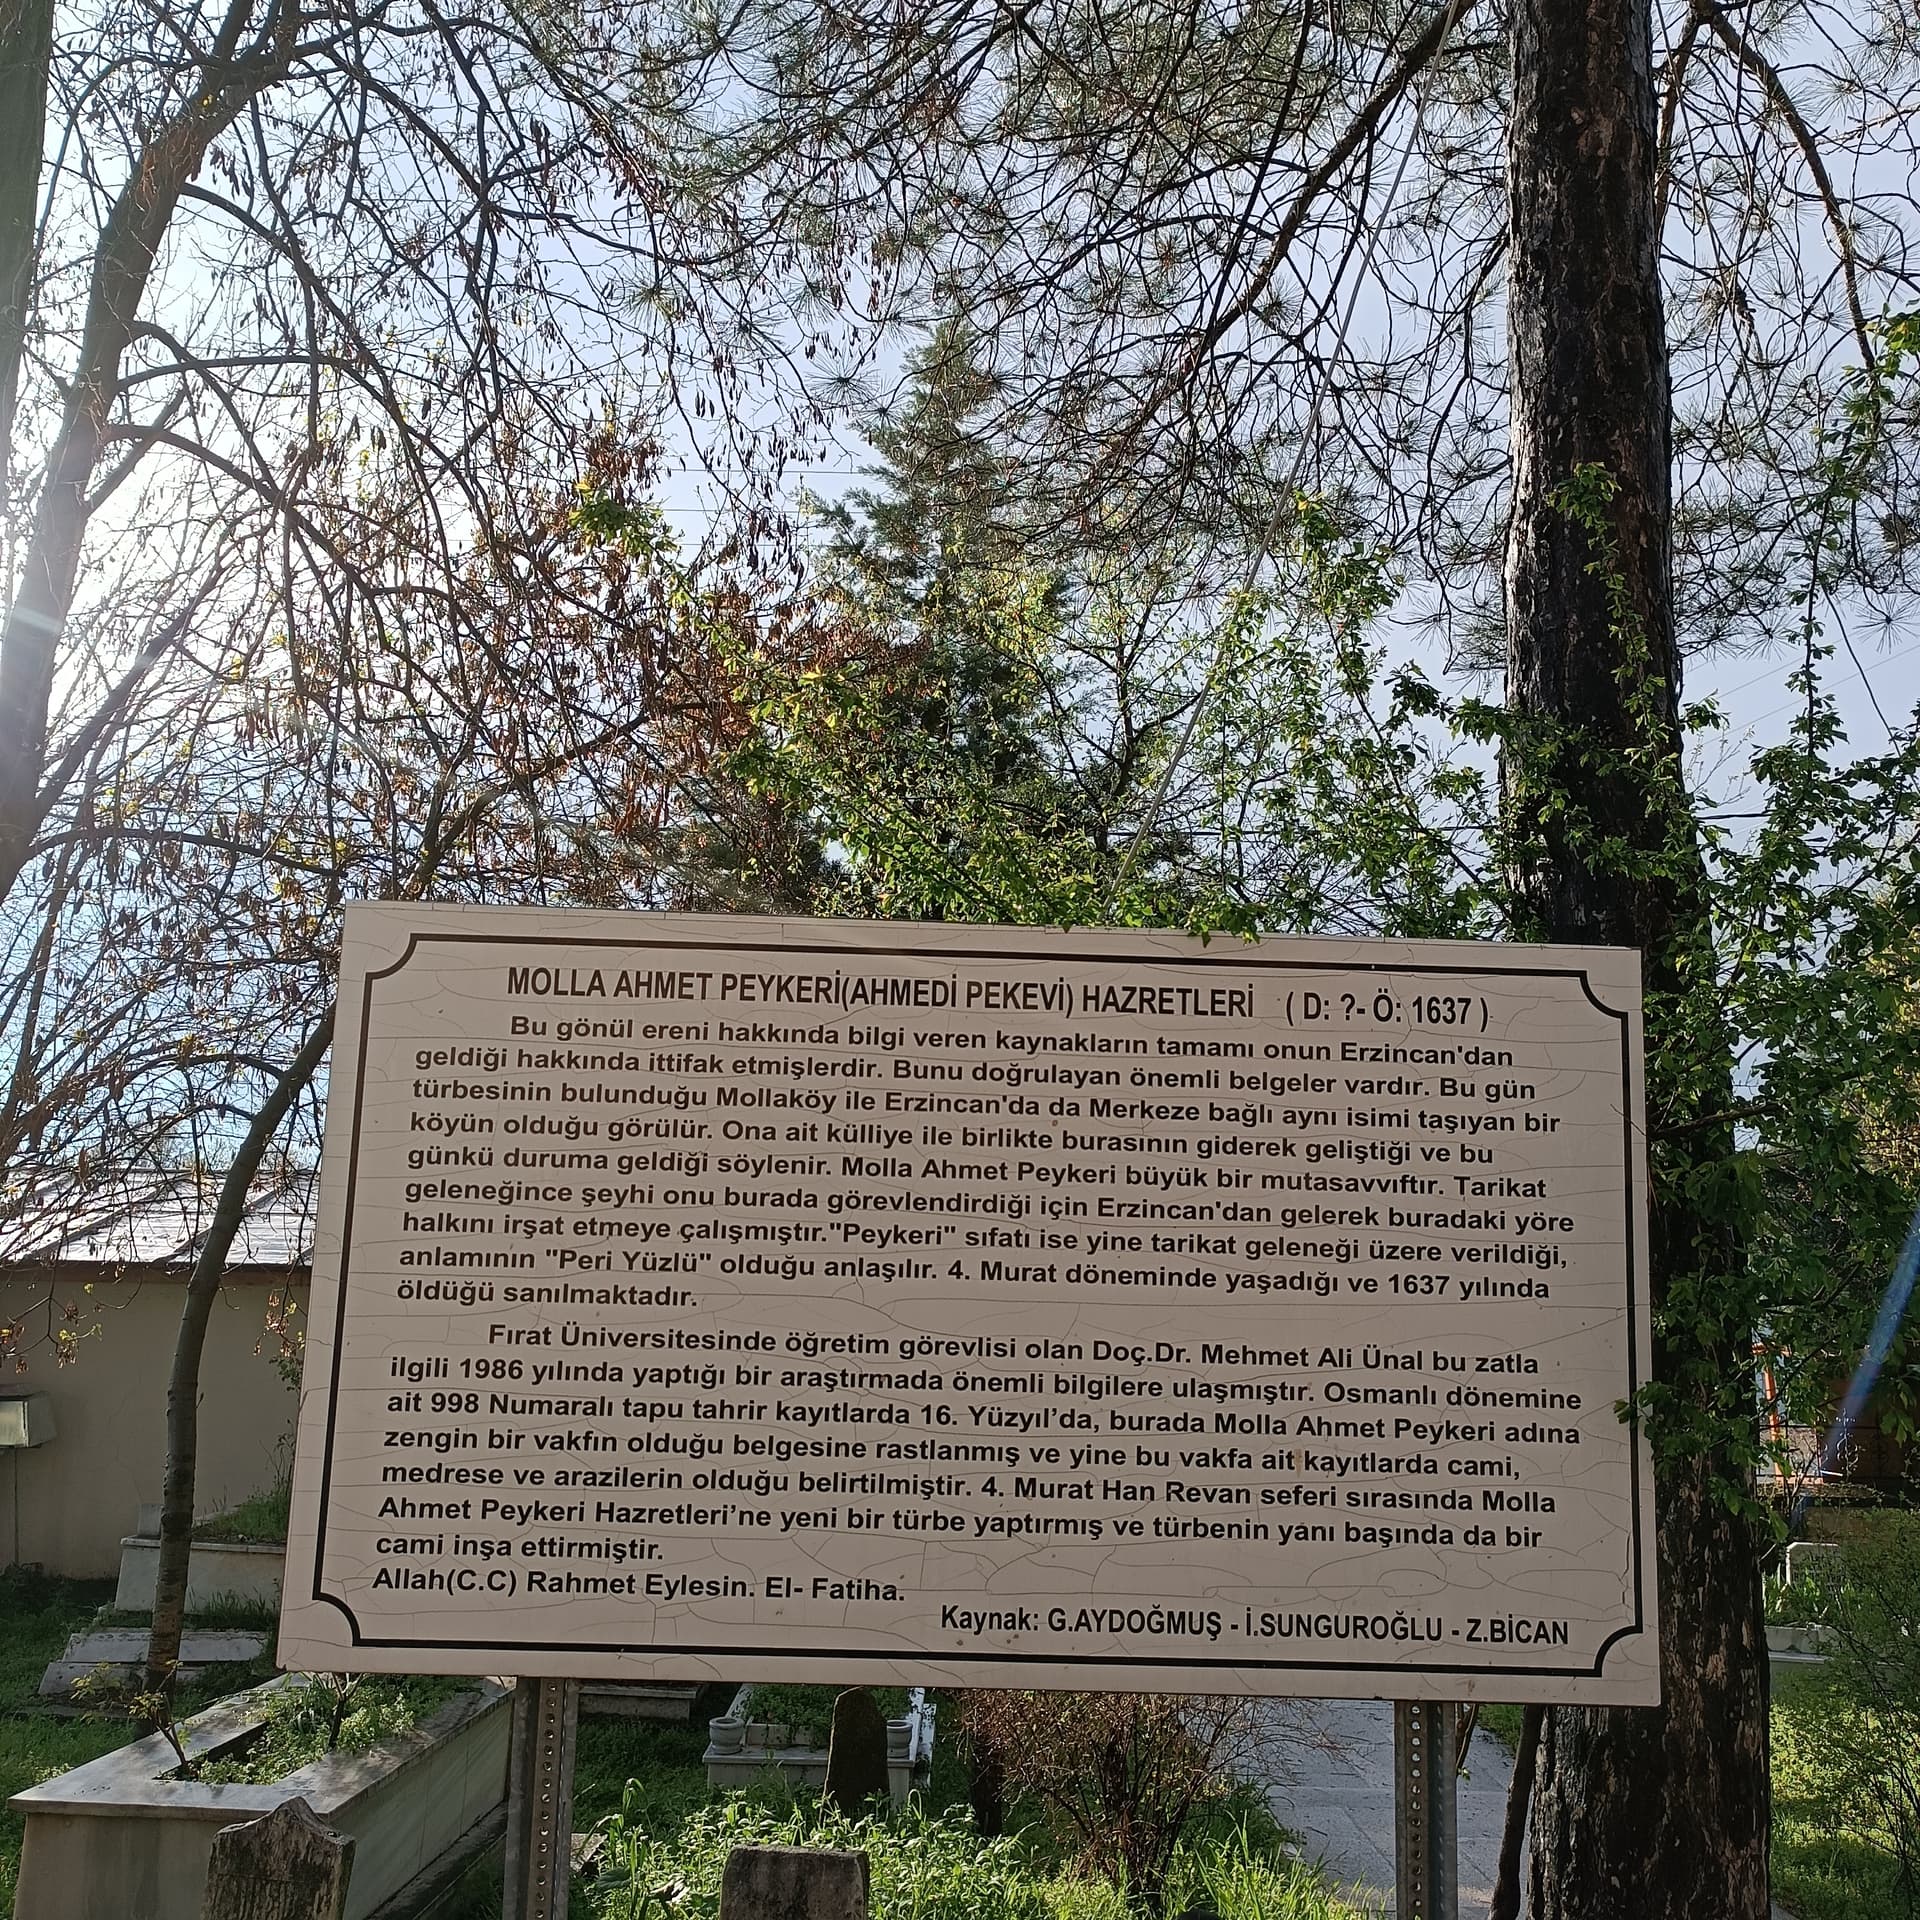 MOLLA AHMET PEYKERİ(AHMEDİ PEKEVİ) HAZRETLERİ ( D: ?- Ö: 1637 )
Bu gönül ereni hakkında bilgi veren kaynakların tamamı onun Erzincan'dan
geldiği hakkında ittifak etmişlerdir. Bunu doğrulayan önemli belgeler vardır. Bu gün
türbesinin bulunduğu Mollaköy ile Erzincan'da da Merkeze bağlı aynı isimi taşıyan bir
köyün olduğu görülür. Ona ait külliye ile birlikte burasının giderek geliştiği ve bu
günkü duruma geldiği söylenir. Molla Ahmet Peykeri büyük bir mutasavvıftır. Tarikat
geleneğince şeyhi onu burada görevlendirdiği için Erzincan'dan gelerek buradaki yöre
halkını irşat etmeye çalışmıştır."Peykeri" sıfatı ise yine tarikat geleneği üzere verildiği,
anlamının "Peri Yüzlü" olduğu anlaşılır. 4. Murat döneminde yaşadığı ve 1637 yılında
öldüğü sanılmaktadır.
Fırat Üniversitesinde öğretim görevlisi olan Doç.Dr. Mehmet Ali Ünal bu zatla
ilgili 1986 yılında yaptığı bir araştırmada önemli bilgilere ulaşmıştır. Osmanlı dönemine
ait 998 Numaralı tapu tahrir kayıtlarda 16. Yüzyıl’da, burada Molla Ahmet Peykeri adına
zengin bir vakfın olduğu belgesine rastlanmış ve yine bu vakfa ait kayıtlarda cami,
medrese ve arazilerin olduğu belirtilmiştir. 4. Murat Han Revan seferi sırasında Molla
Ahmet Peykeri Hazretleri’ne yeni bir türbe yaptırmış ve türbenin yanı başında da bir
cami inşa ettirmiştir.
Allah(C.C) Rahmet Eylesin. El- Fatiha.
Kaynak: G.AYDOĞMUŞ - İ.SUNGUROĞLU - Z.BİCAN